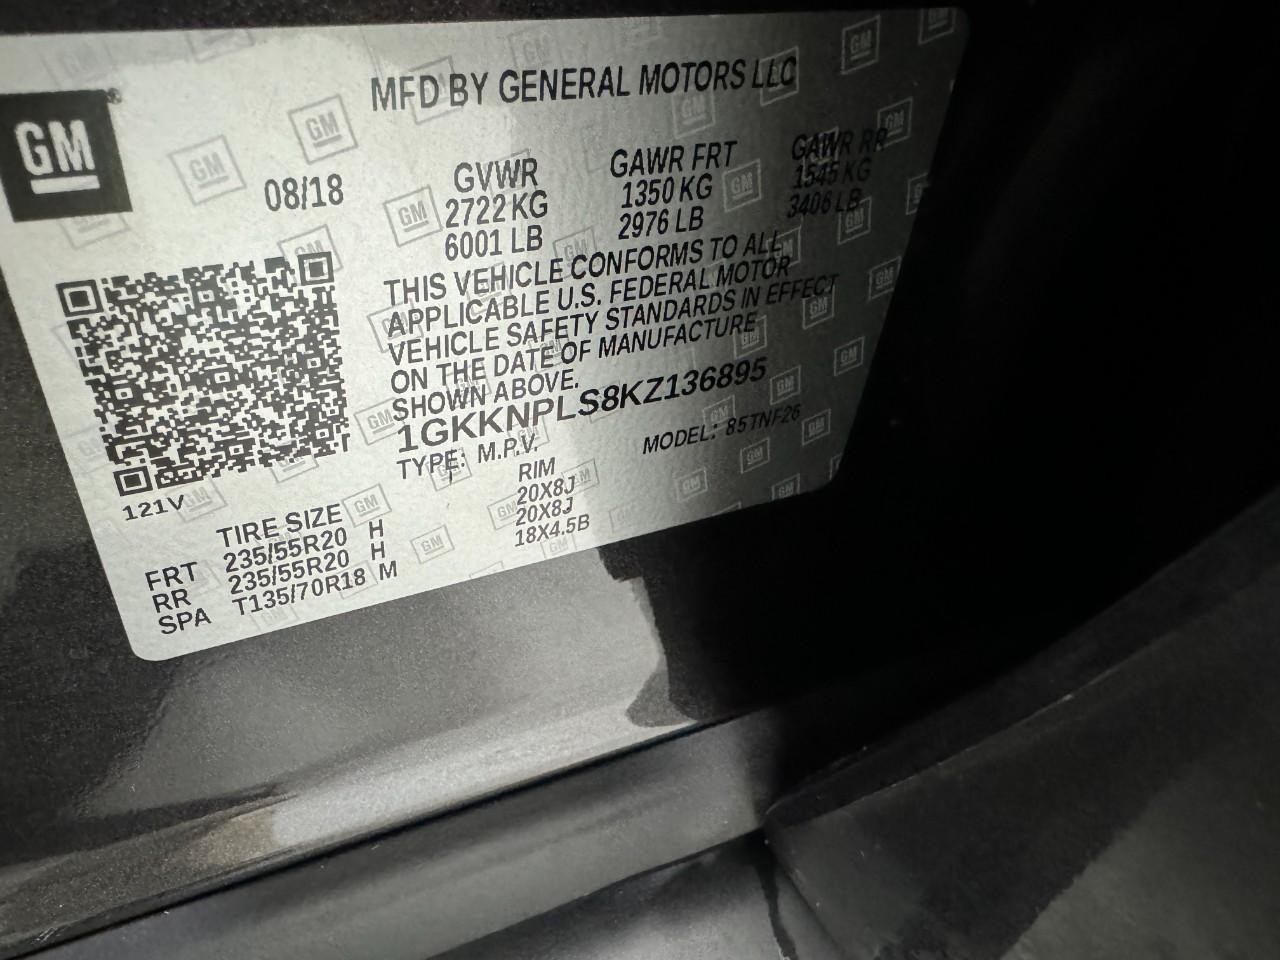 GM
MFD BY GENERAL MOTORS LLC
08/18
GVWR GAWR FRT GAWR RR
2722 KG 1350 KG 1545 KG
6001 LB 2976 LB 3406 LB
THIS VEHICLE CONFORMS TO ALL
APPLICABLE U.S. FEDERAL MOTOR
VEHICLE SAFETY STANDARDS IN EFFECT
ON THE DATE OF MANUFACTURE
SHOWN ABOVE.
1GKKNPLS8KZ136895
TYPE: M.P.V. MODEL: 85TNF26
121V
TIRE SIZE RIM
FRT 235/55R20 H 20X8J
RR 235/55R20 H 20X8J
SPA T135/70R18 M 18X4.5B